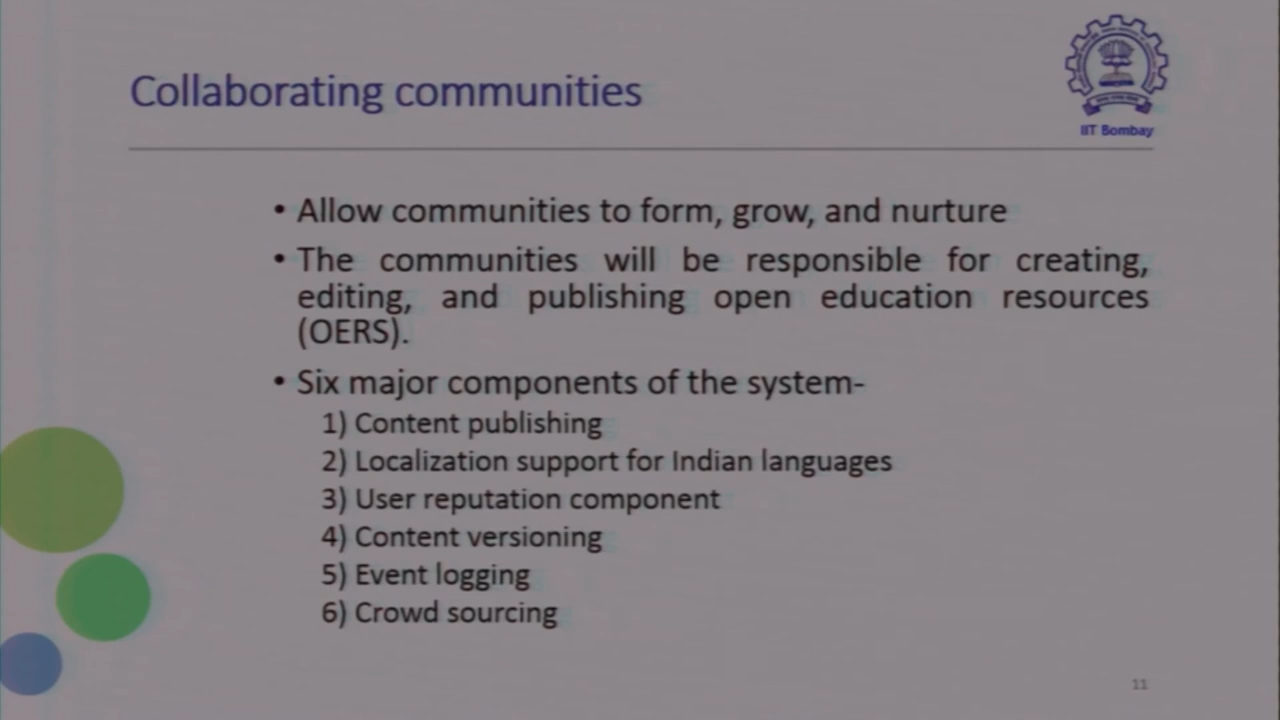 Collaborating communities
IIT Bombay
• Allow communities to form, grow, and nurture
• The communities will be responsible for creating,
editing, and publishing open education resources
(OERS).
• Six major components of the system-
1) Content publishing
2) Localization support for Indian languages
3) User reputation component
4) Content versioning
5) Event logging
6) Crowd sourcing
11